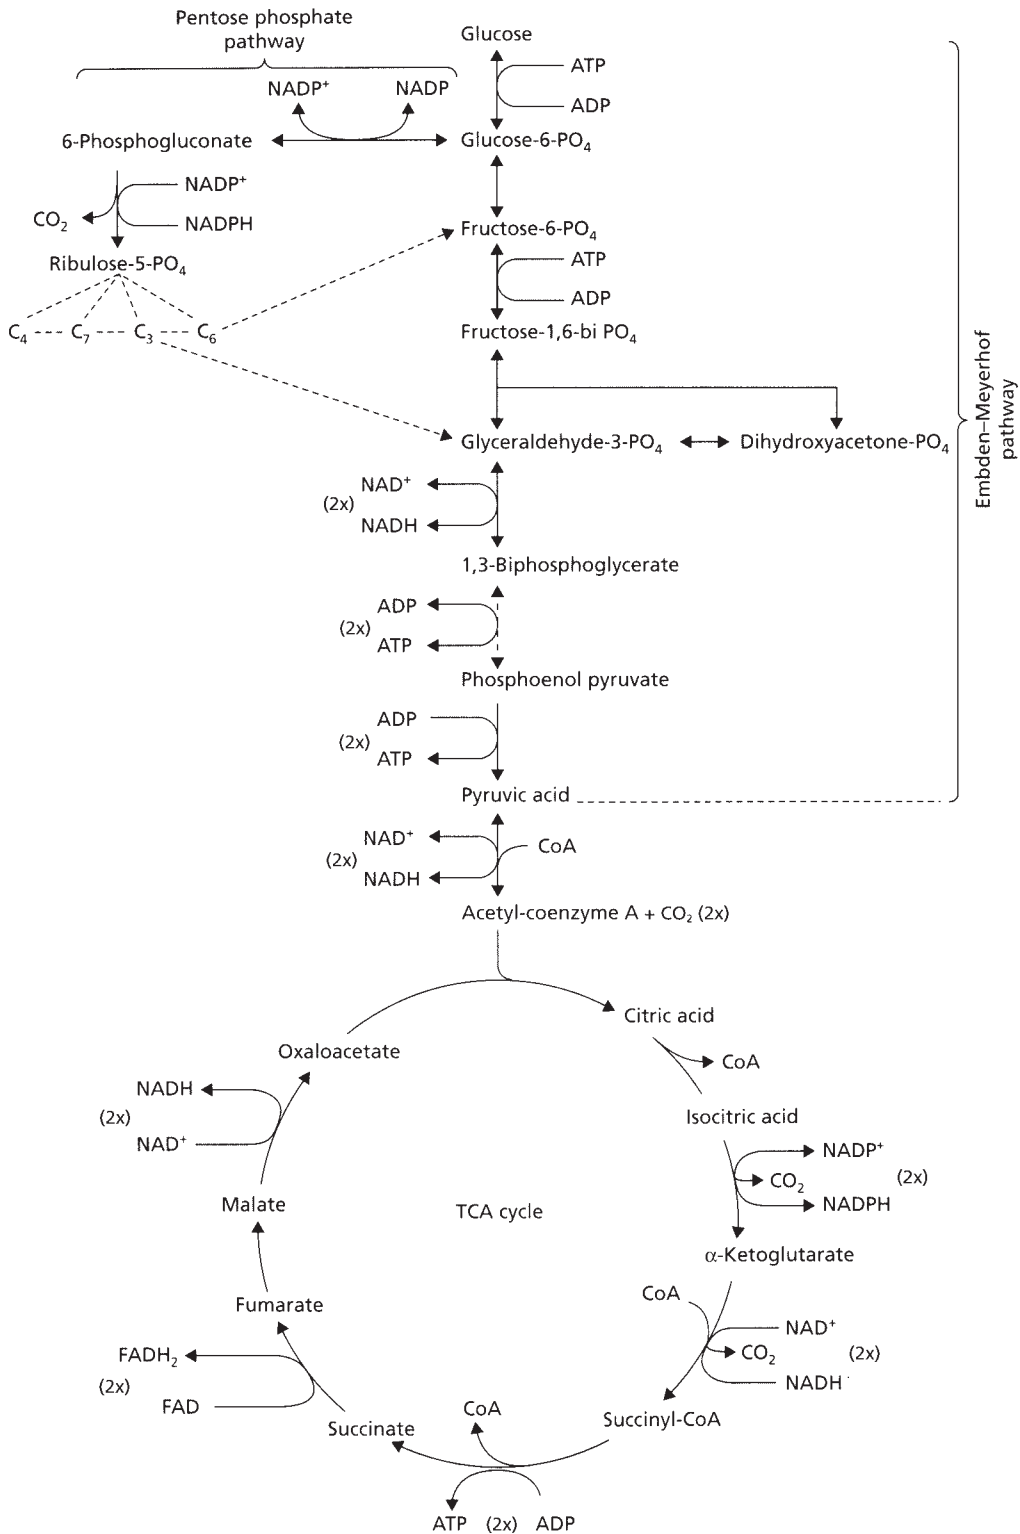 Pentose phosphate
pathway
Glucose
ATP
ADP
NADP⁺
NADP
6-Phosphogluconate
Glucose-6-PO₄
NADP⁺
CO₂
NADPH
Ribulose-5-PO₄
Fructose-6-PO₄
ATP
ADP
C₄
C₇
C₃
C₆
Fructose-1,6-bi PO₄
Glyceraldehyde-3-PO₄
Dihydroxyacetone-PO₄
Embden–Meyerhof
pathway
NAD⁺
(2x)
NADH
1,3-Biphosphoglycerate
ADP
(2x)
ATP
Phosphoenol pyruvate
ADP
(2x)
ATP
Pyruvic acid
NAD⁺
(2x)
NADH
CoA
Acetyl-coenzyme A + CO₂ (2x)
Citric acid
Oxaloacetate
CoA
NADH
(2x)
NAD⁺
Isocitric acid
NADP⁺
CO₂
(2x)
NADPH
Malate
TCA cycle
α-Ketoglutarate
CoA
Fumarate
NAD⁺
CO₂
(2x)
NADH
FADH₂
(2x)
FAD
Succinate
CoA
Succinyl-CoA
ATP
(2x)
ADP